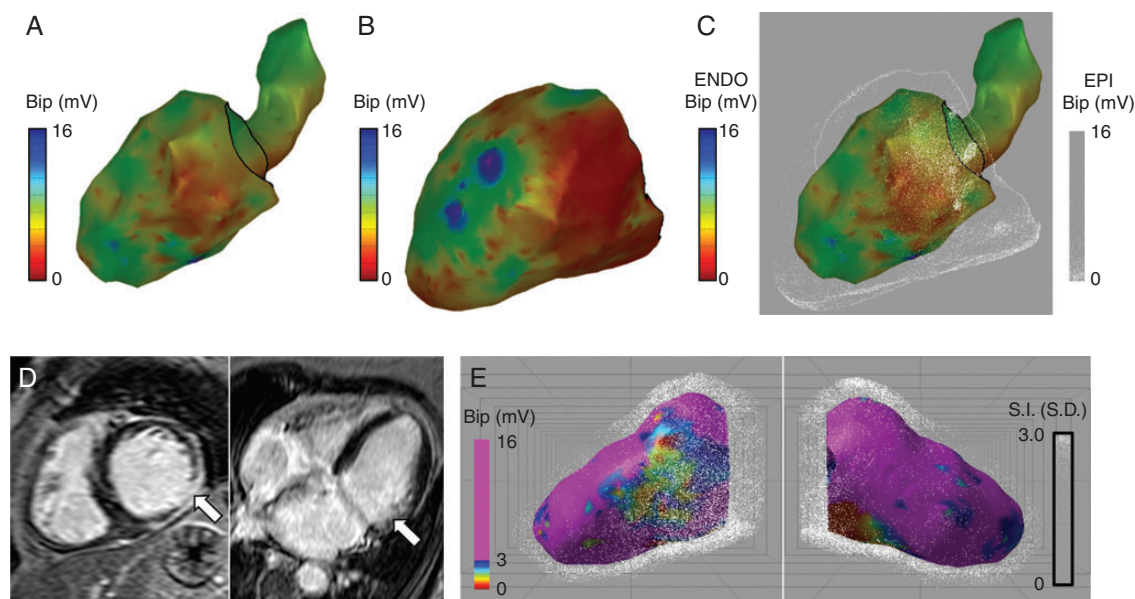 A
B
C
Bip (mV)
16
0
Bip (mV)
16
0
ENDO
Bip (mV)
16
0
EPI
Bip (mV)
16
0
D
E
Bip (mV)
16
3
0
S.I. (S.D.)
3.0
0